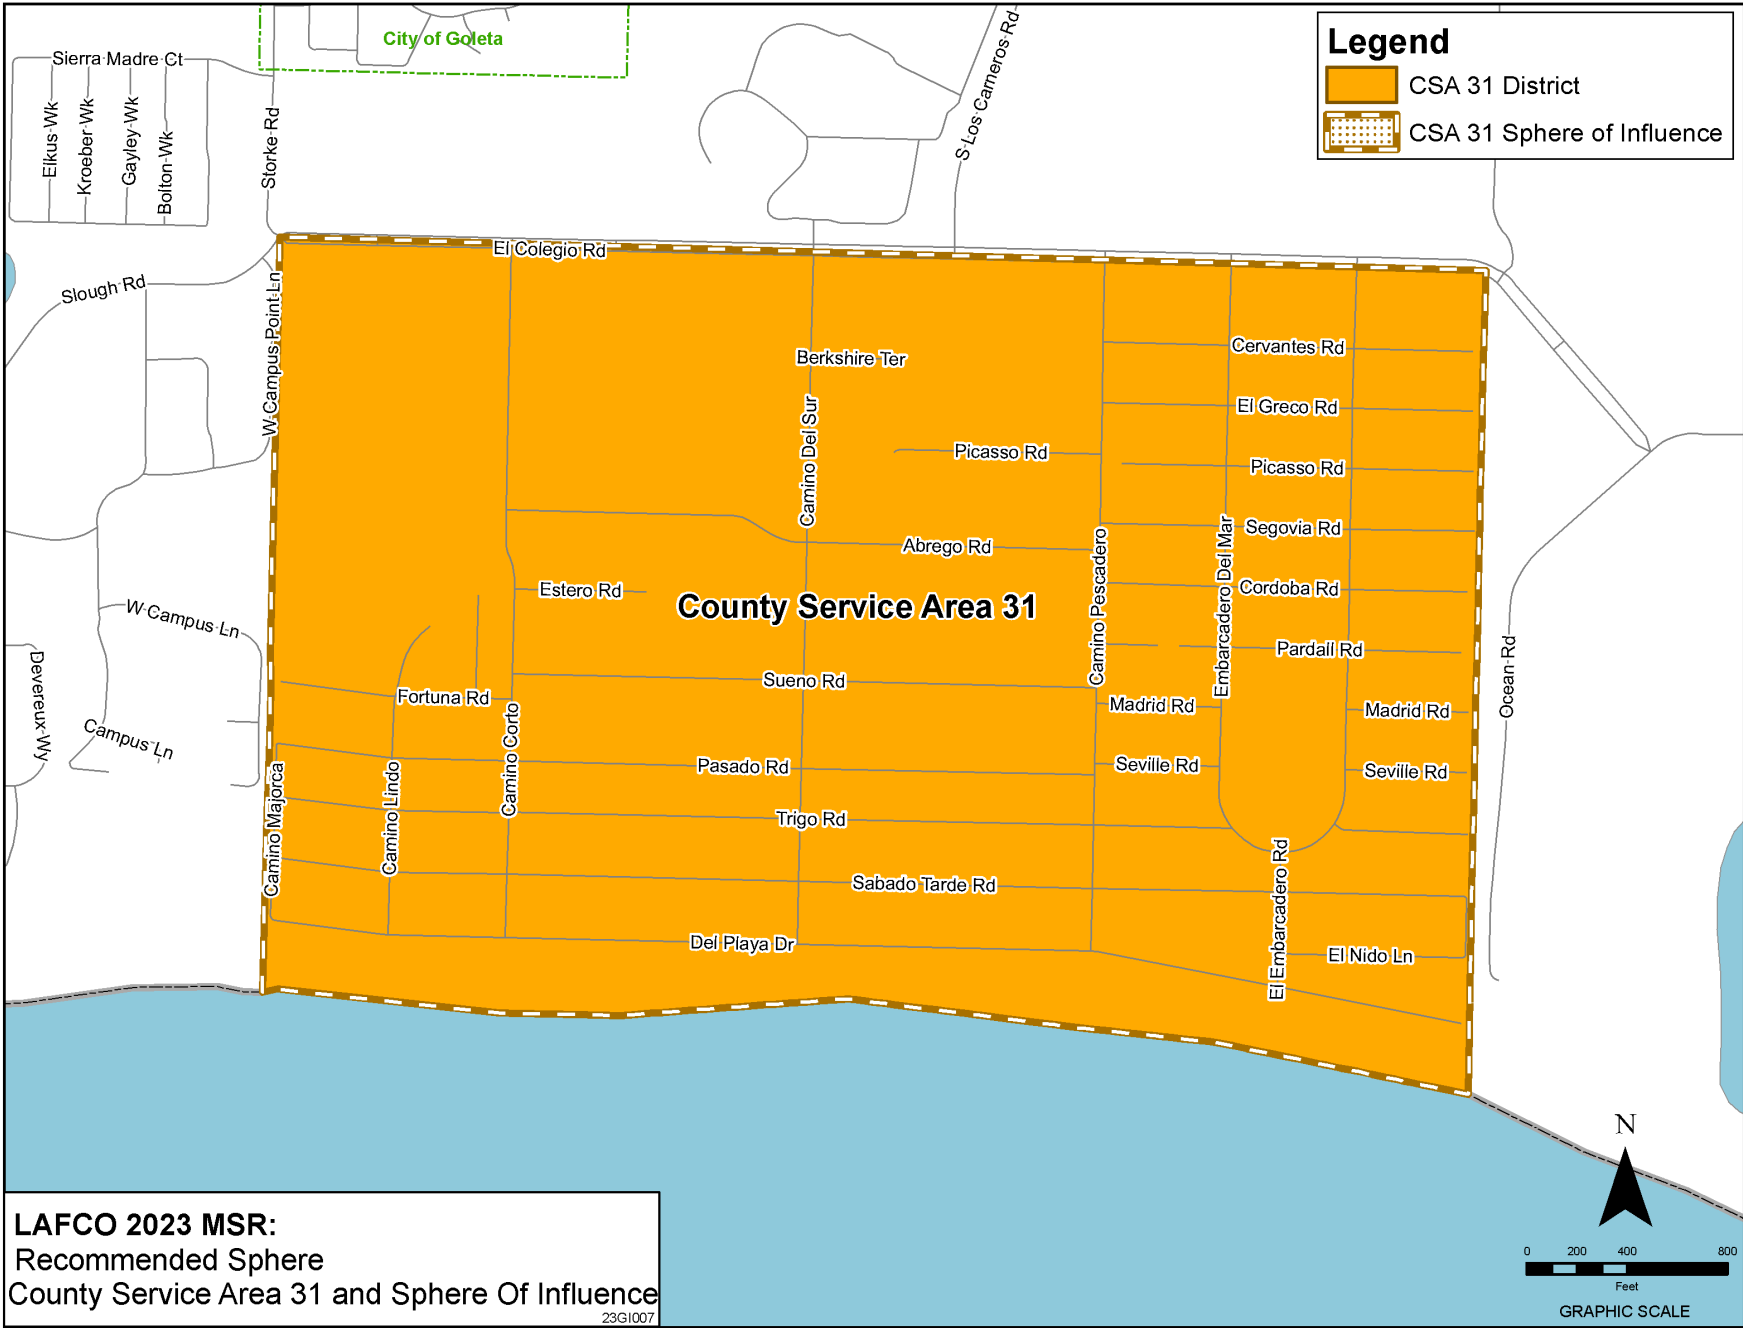 City of Goleta
Sierra Madre Ct
Eikus Wk
Kroeber Wk
Gayley Wk
Bolton Wk
Storke Rd
S Los Carneros Rd
Legend
CSA 31 District
CSA 31 Sphere of Influence
El Colegio Rd
Slough Rd
W Campus Point Ln
Berkshire Ter
Cervantes Rd
El Greco Rd
Camino Del Sur
Picasso Rd
Picasso Rd
Segovia Rd
Abrego Rd
Camino Pescadero
Embarcadero Del Mar
Estero Rd
Cordoba Rd
County Service Area 31
W Campus Ln
Pardall Rd
Devereux Wy
Ocean Rd
Sueno Rd
Fortuna Rd
Madrid Rd
Madrid Rd
Campus Ln
Camino Corto
Pasado Rd
Seville Rd
Seville Rd
Camino Majorca
Camino Lindo
Trigo Rd
Sabado Tarde Rd
El Embarcadero Rd
Del Playa Dr
El Nido Ln
N
0 200 400 800
Feet
GRAPHIC SCALE
LAFCO 2023 MSR:
Recommended Sphere
County Service Area 31 and Sphere Of Influence
23GI007